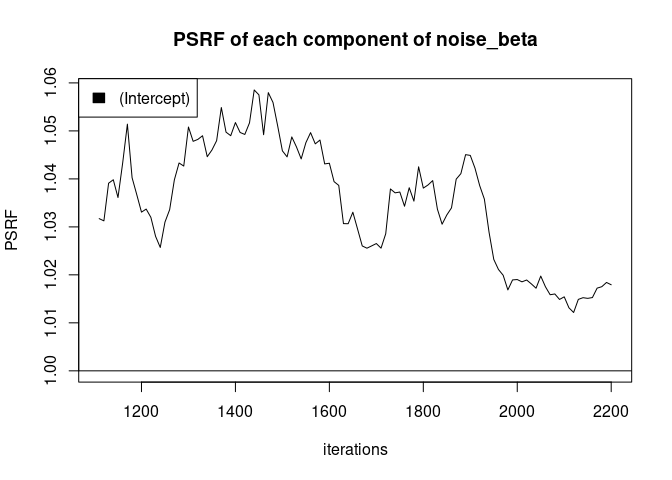 PSRF of each component of noise_beta
(Intercept)
PSRF
1.06
1.05
1.04
1.03
1.02
1.01
1.00
1200 1400 1600 1800 2000 2200
iterations